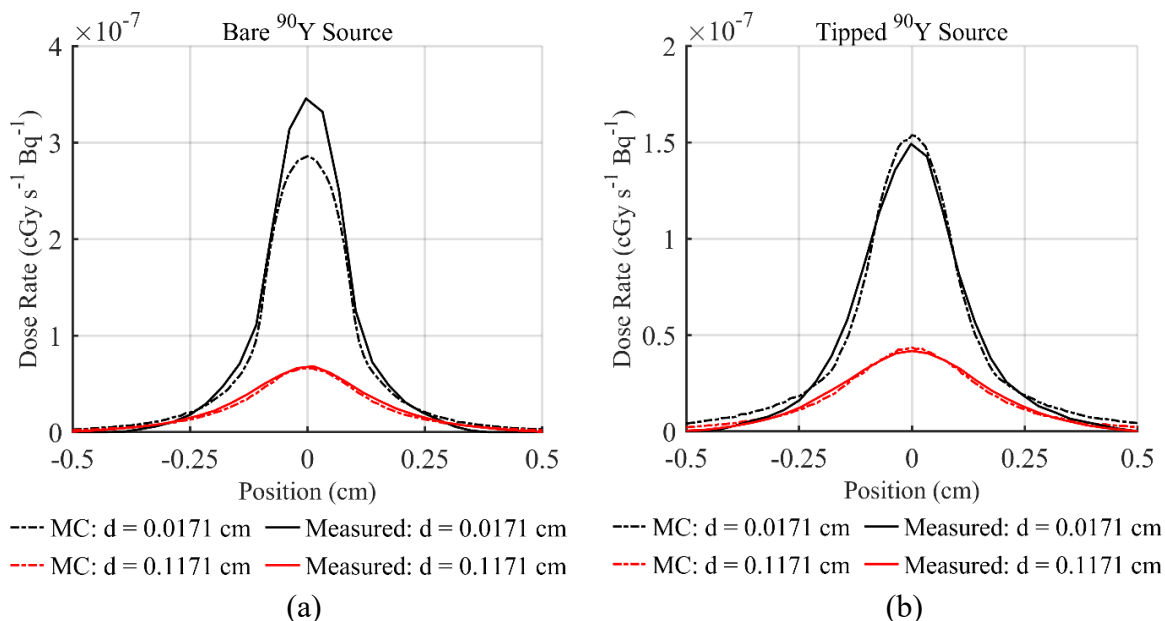 ×10⁻⁷
Bare ⁹⁰Y Source
4
3
2
1
0
Dose Rate (cGy s⁻¹ Bq⁻¹)
-0.5 -0.25 0 0.25 0.5
Position (cm)
MC: d = 0.0171 cm Measured: d = 0.0171 cm
MC: d = 0.1171 cm Measured: d = 0.1171 cm
(a)
×10⁻⁷
Tipped ⁹⁰Y Source
2
1.5
1
0.5
0
Dose Rate (cGy s⁻¹ Bq⁻¹)
-0.5 -0.25 0 0.25 0.5
Position (cm)
MC: d = 0.0171 cm Measured: d = 0.0171 cm
MC: d = 0.1171 cm Measured: d = 0.1171 cm
(b)